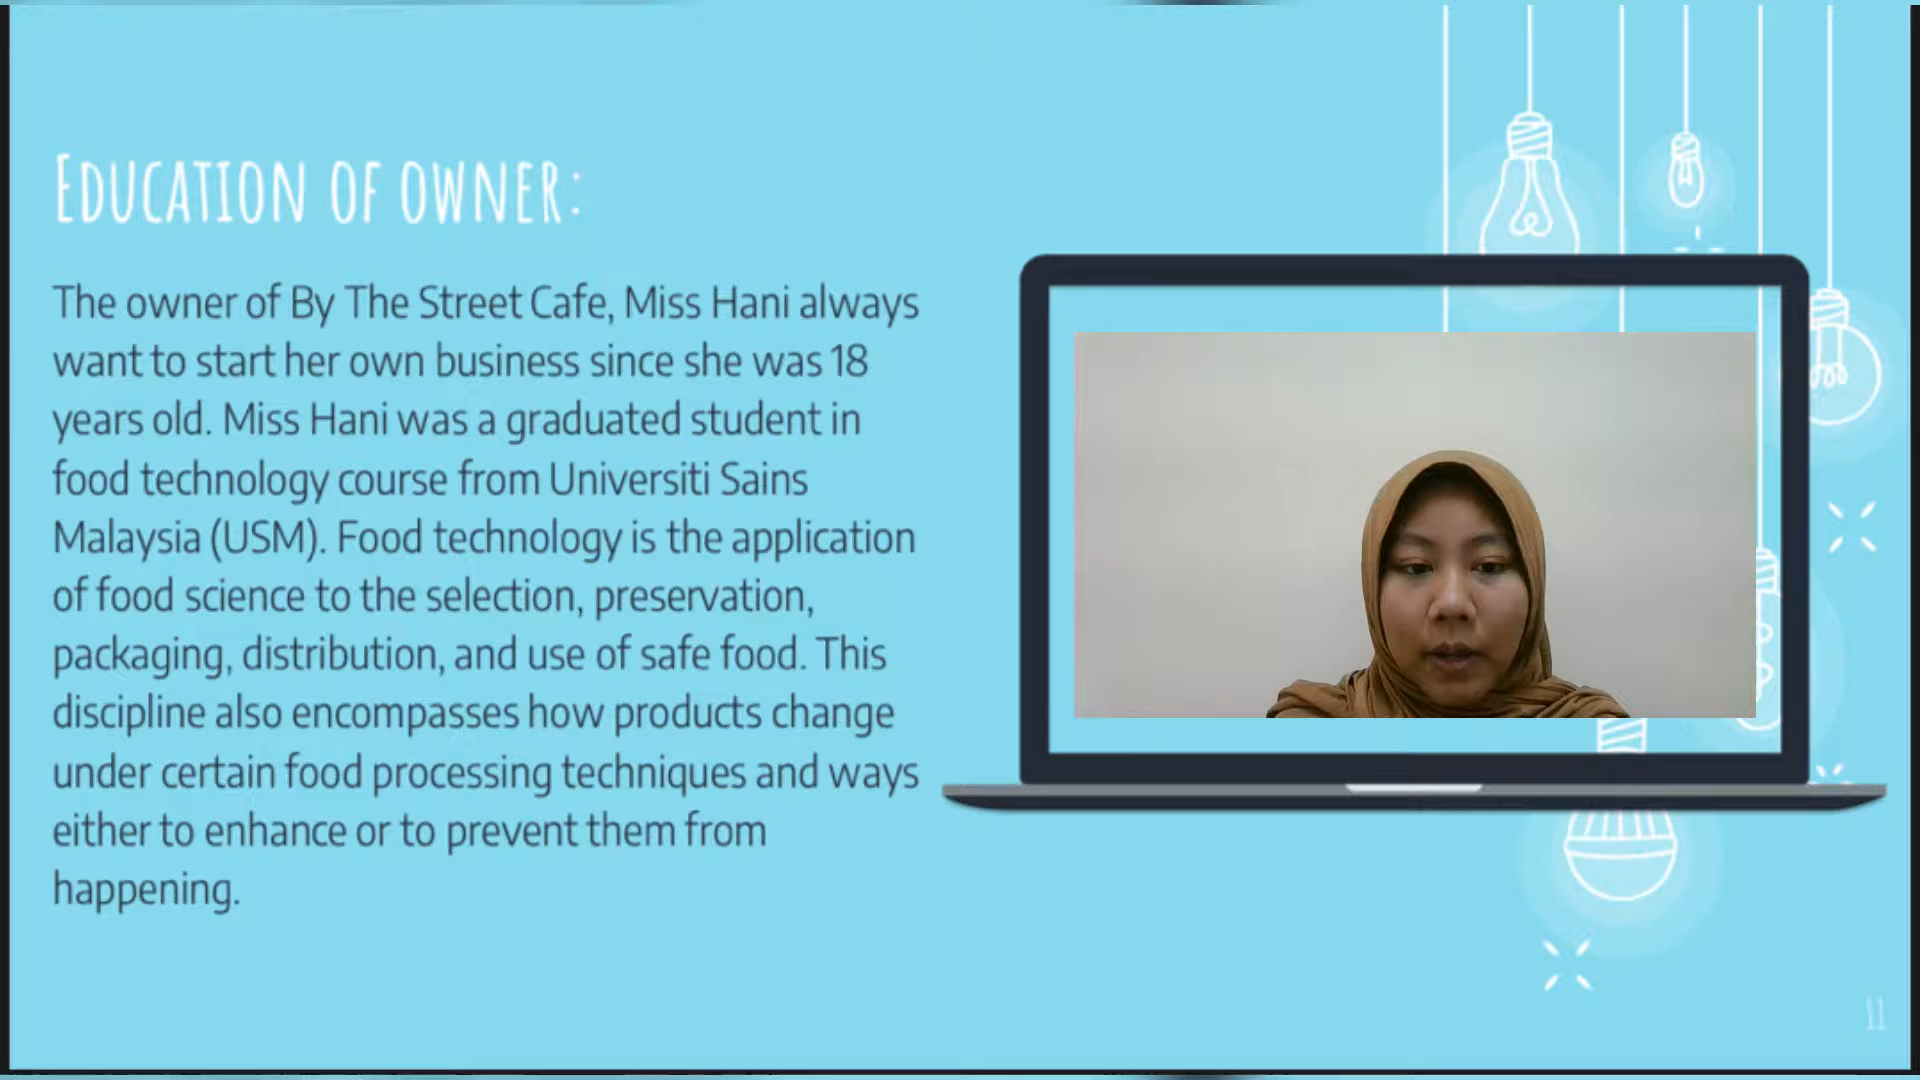 Education of owner:
The owner of By The Street Cafe, Miss Hani always
want to start her own business since she was 18
years old. Miss Hani was a graduated student in
food technology course from Universiti Sains
Malaysia (USM). Food technology is the application
of food science to the selection, preservation,
packaging, distribution, and use of safe food. This
discipline also encompasses how products change
under certain food processing techniques and ways
either to enhance or to prevent them from
happening.
11